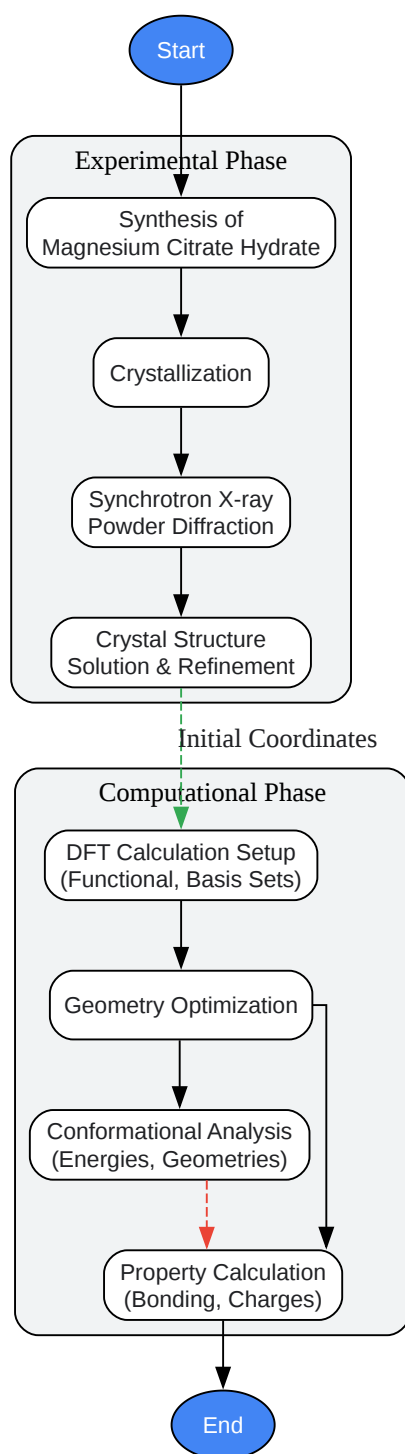 Start
Experimental Phase
Synthesis of
Magnesium Citrate Hydrate
Crystallization
Synchrotron X-ray
Powder Diffraction
Crystal Structure
Solution & Refinement
Initial Coordinates
Computational Phase
DFT Calculation Setup
(Functional, Basis Sets)
Geometry Optimization
Conformational Analysis
(Energies, Geometries)
Property Calculation
(Bonding, Charges)
End